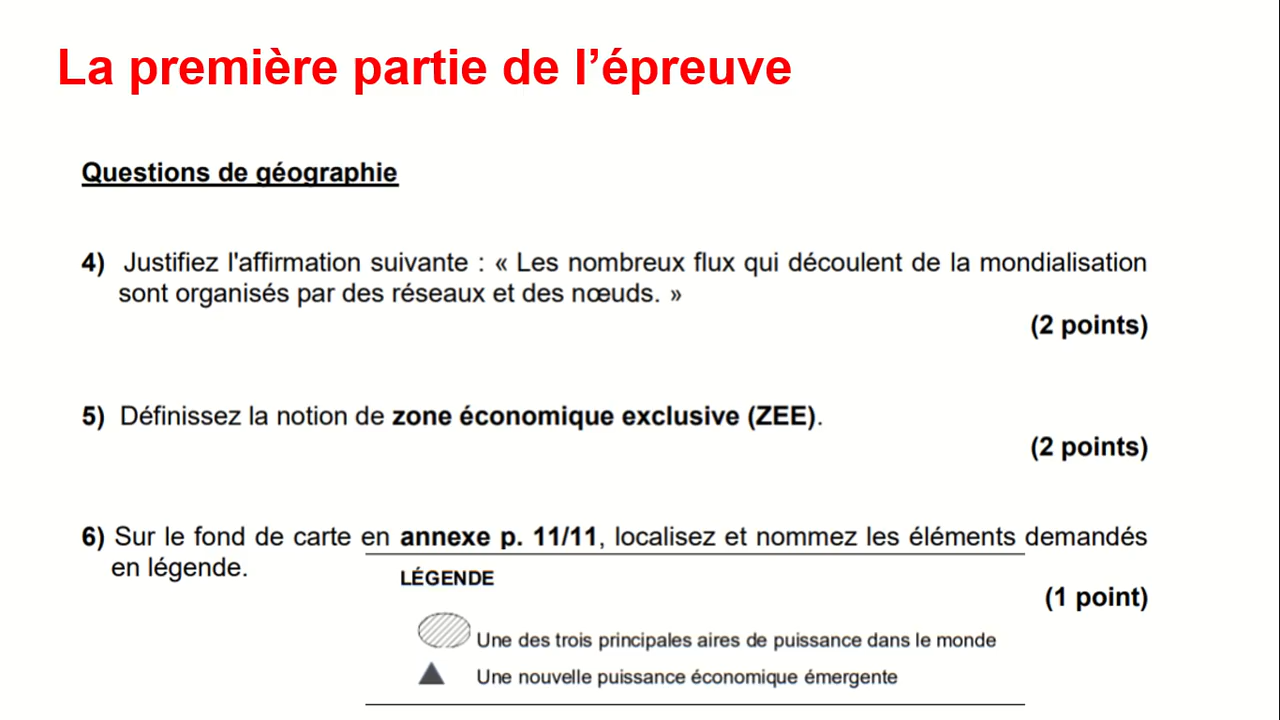 La première partie de l’épreuve
Questions de géographie
4) Justifiez l'affirmation suivante : « Les nombreux flux qui découlent de la mondialisation
sont organisés par des réseaux et des nœuds. »
(2 points)
5) Définissez la notion de zone économique exclusive (ZEE).
(2 points)
6) Sur le fond de carte en annexe p. 11/11, localisez et nommez les éléments demandés
en légende.
LÉGENDE
(1 point)
Une des trois principales aires de puissance dans le monde
Une nouvelle puissance économique émergente